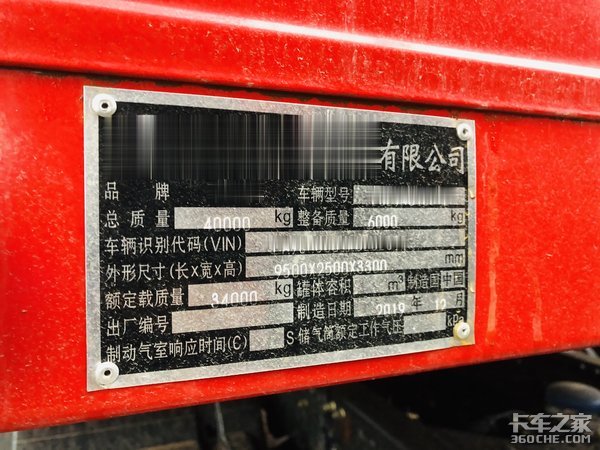 有限公司
品牌 车辆型号
总质量 40000 kg 整备质量 6000 kg
车辆识别代码(VIN)
外形尺寸(长X宽X高) 9500X2500X3300 mm
额定载质量 34000 kg 罐体容积 m³ 制造国 中国
出厂编号 制造日期 2019 年 12 月
制动气室响应时间(C) S 储气筒额定工作气压 kPa
卡车之家
360CHE.COM